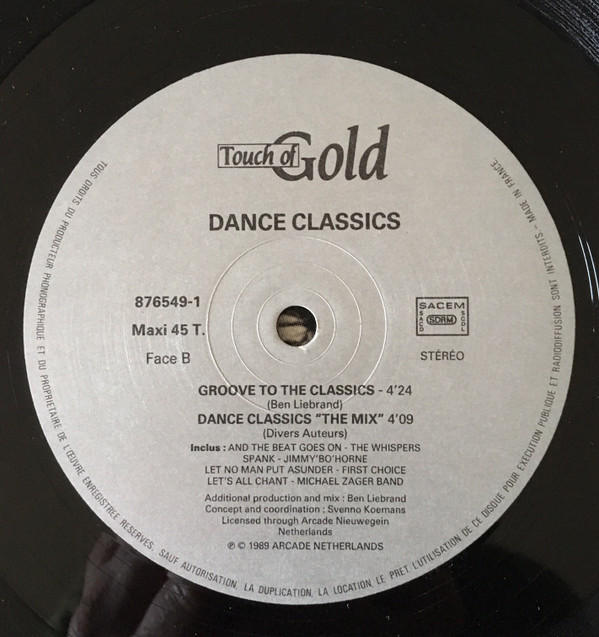 Touch of Gold
DANCE CLASSICS
876549-1
Maxi 45 T.
Face B
SACEM
SACD
SDRM
SGDL
STÉRÉO
GROOVE TO THE CLASSICS - 4'24
(Ben Liebrand)
DANCE CLASSICS "THE MIX" 4'09
(Divers Auteurs)
Inclus : AND THE BEAT GOES ON - THE WHISPERS
SPANK - JIMMY'BO'HORNE
LET NO MAN PUT ASUNDER - FIRST CHOICE
LET'S ALL CHANT - MICHAEL ZAGER BAND
Additional production and mix : Ben Liebrand
Concept and coordination : Svenno Koemans
Licensed through Arcade Nieuwegein
Netherlands
℗ © 1989 ARCADE NETHERLANDS
TOUS DROITS DU PRODUCTEUR PHONOGRAPHIQUE ET DU PROPRIETAIRE DE L'ŒUVRE ENREGISTREE RESERVES. SAUF AUTORISATION, LA DUPLICATION, LA LOCATION, LE PRET, L'UTILISATION DE CE DISQUE POUR EXECUTION PUBLIQUE ET RADIODIFFUSION SONT INTERDITS - MADE IN FRANCE.